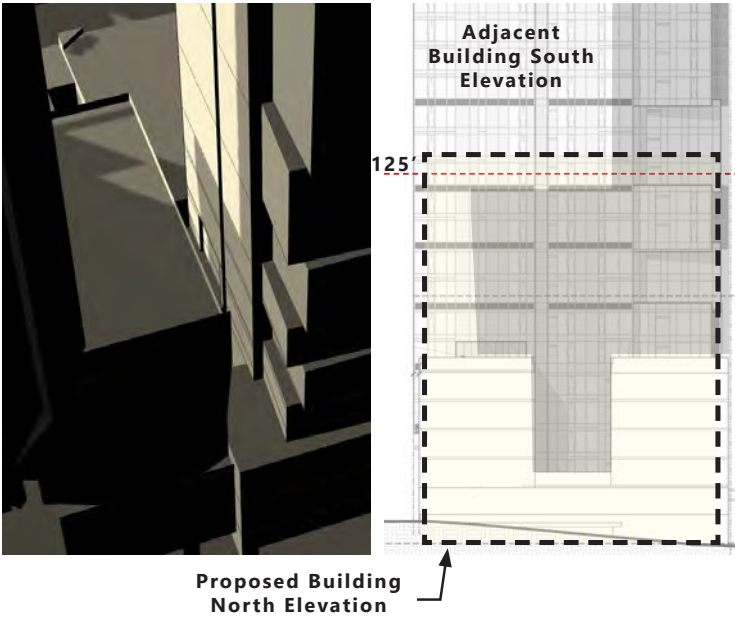 Adjacent
Building South
Elevation
125'
Proposed Building
North Elevation